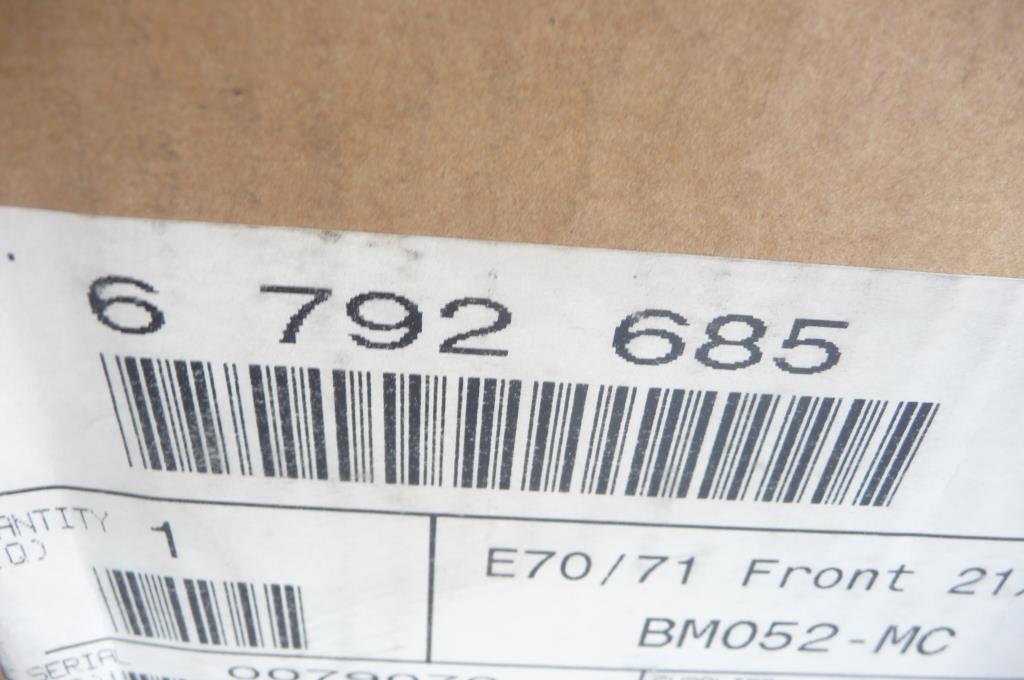 6 792 685
ANTITY 1
Q)
E70/71 Front 21
BM052-MC
SERIAL